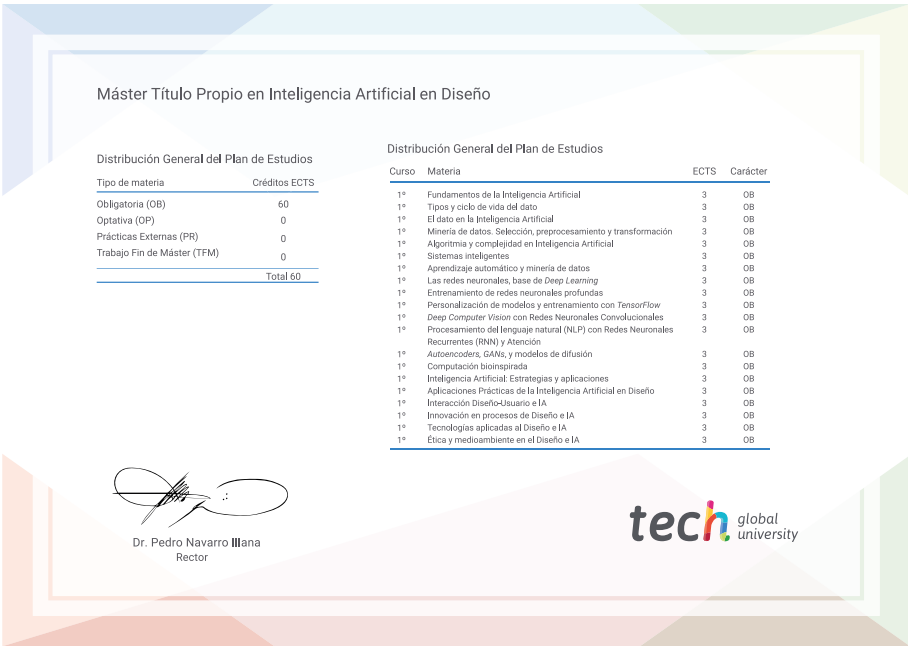 Máster Título Propio en Inteligencia Artificial en Diseño
Distribución General del Plan de Estudios
Tipo de materia Créditos ECTS
Obligatoria (OB) 60
Optativa (OP) 0
Prácticas Externas (PR) 0
Trabajo Fin de Máster (TFM) 0
Total 60
Distribución General del Plan de Estudios
Curso Materia ECTS Carácter
1º Fundamentos de la Inteligencia Artificial 3 OB
1º Tipos y ciclo de vida del dato 3 OB
1º El dato en la Inteligencia Artificial 3 OB
1º Minería de datos. Selección, preprocesamiento y transformación 3 OB
1º Algoritmia y complejidad en Inteligencia Artificial 3 OB
1º Sistemas inteligentes 3 OB
1º Aprendizaje automático y minería de datos 3 OB
1º Las redes neuronales, base de Deep Learning 3 OB
1º Entrenamiento de redes neuronales profundas 3 OB
1º Personalización de modelos y entrenamiento con TensorFlow 3 OB
1º Deep Computer Vision con Redes Neuronales Convolucionales 3 OB
1º Procesamiento del lenguaje natural (NLP) con Redes Neuronales 3 OB
Recurrentes (RNN) y Atención
1º Autoencoders, GANs, y modelos de difusión 3 OB
1º Computación bioinspirada 3 OB
1º Inteligencia Artificial: Estrategias y aplicaciones 3 OB
1º Aplicaciones Prácticas de la Inteligencia Artificial en Diseño 3 OB
1º Interacción Diseño-Usuario e IA 3 OB
1º Innovación en procesos de Diseño e IA 3 OB
1º Tecnologías aplicadas al Diseño e IA 3 OB
1º Ética y medioambiente en el Diseño e IA 3 OB
Dr. Pedro Navarro Illana
Rector
tech global
university